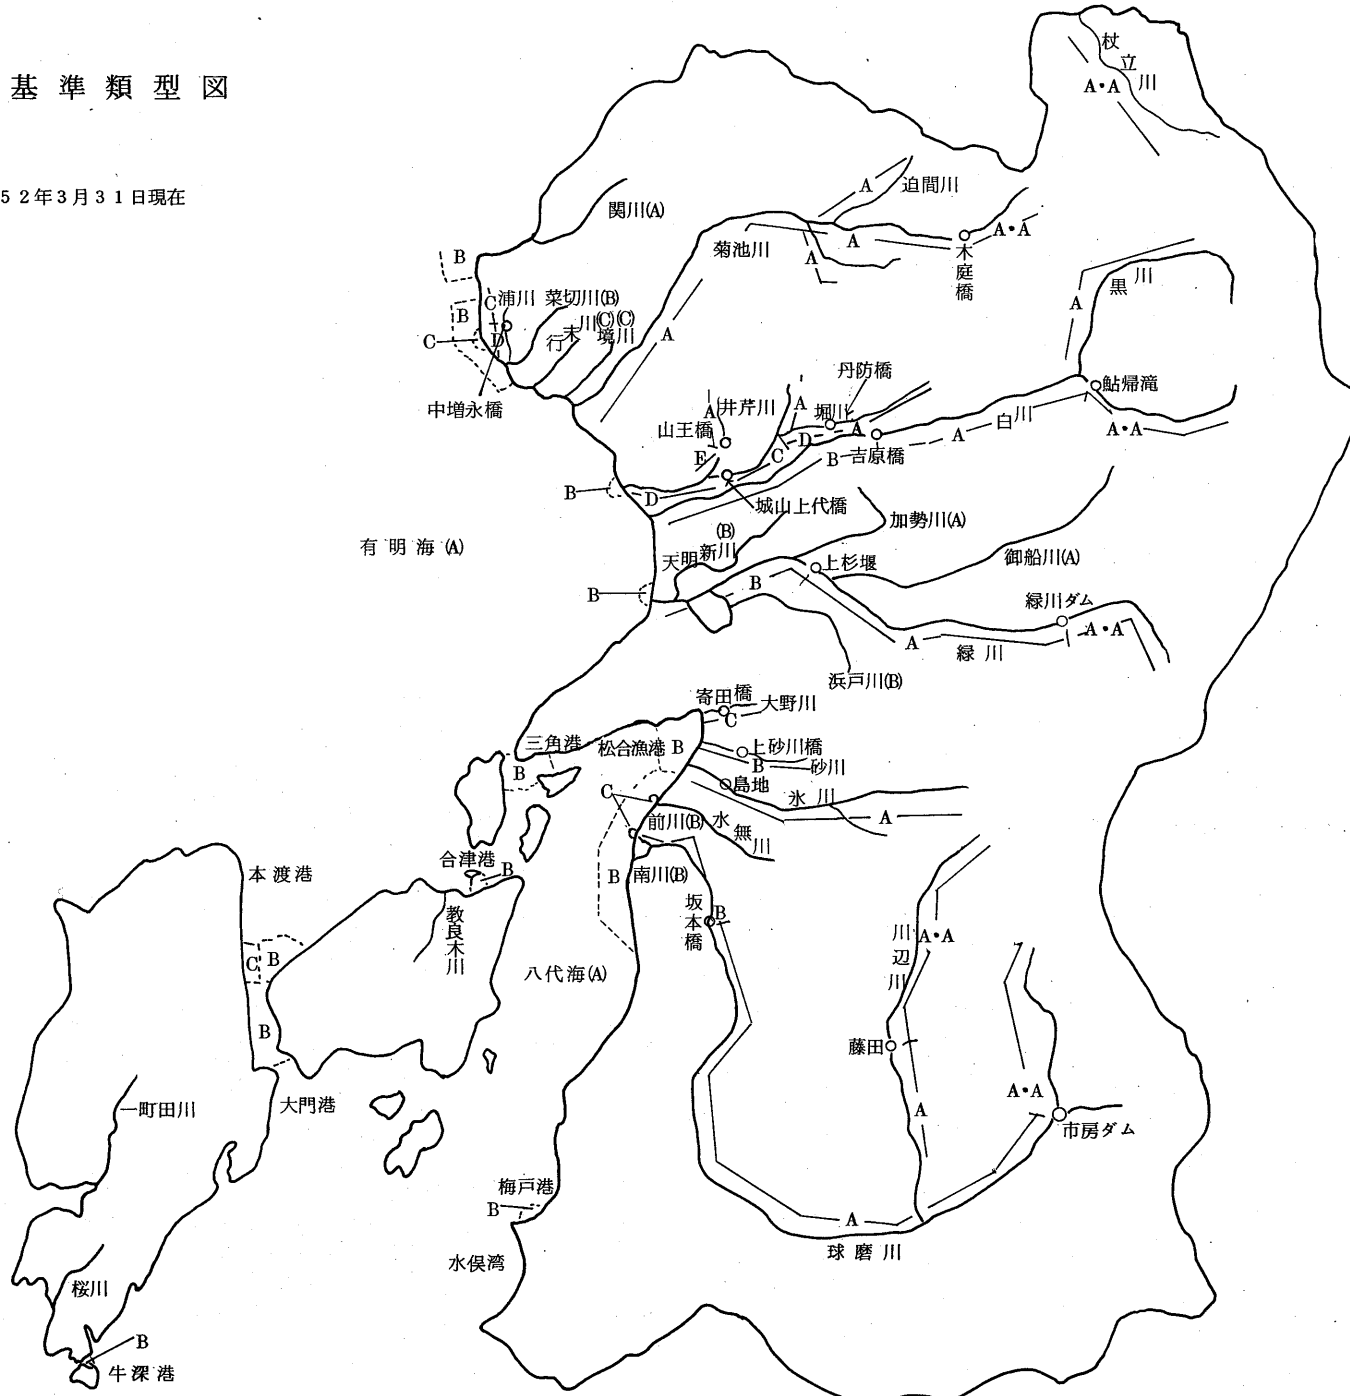 基準類型図
52年3月31日現在
杖立川
A・A
関川(A)
A
迫間川
菊池川
A
A
木庭橋
A・A
B
B
C
D
C
浦川
菜切川(B)
行末川(C)
境川(C)
中増永橋
A
黒川
A
鮎帰滝
A・A
白川
A
丹防橋
堀川
A
A
井芹川
A
山王橋
E
D
C
B
吉原橋
D
B
城山上代橋
有明海(A)
天明新川(B)
加勢川(A)
御船川(A)
B
B
上杉堰
緑川ダム
A・A
A
緑川
浜戸川(B)
寄田橋
大野川
C
三角港
松合漁港
B
B
上砂川橋
B
砂川
島地
氷川
A
C
前川(B)
水無川
B
南川(B)
坂本橋
B
合津港
B
本渡港
教良木川
C
B
B
八代海(A)
川辺川
A・A
藤田
A
A・A
市房ダム
一町田川
大門港
梅戸港
B
A
球磨川
水俣湾
桜川
B
牛深港